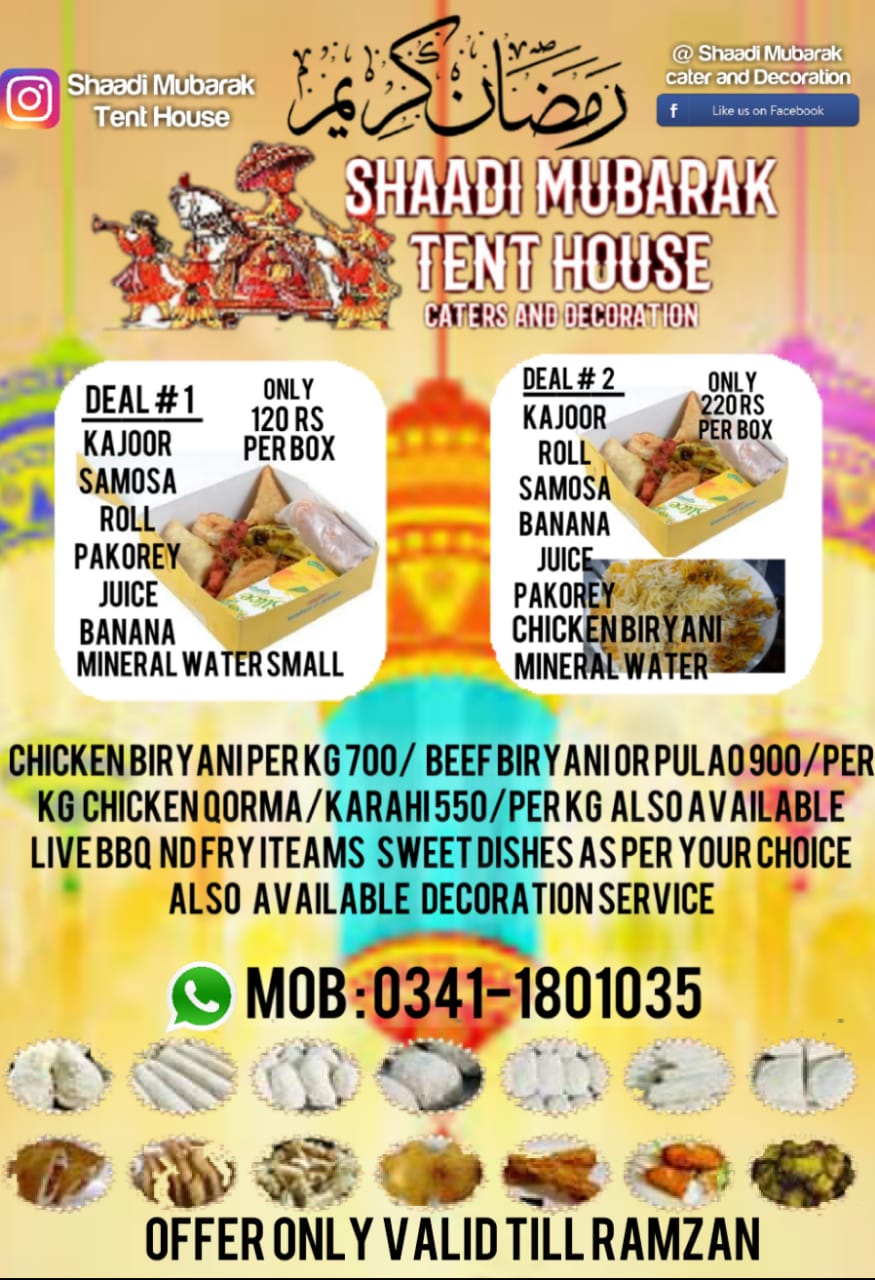 Shaadi Mubarak
Tent House
رمضان كريم
@ Shaadi Mubarak
cater and Decoration
f Like us on Facebook
SHAADI MUBARAK
TENT HOUSE
CATERS AND DECORATION
DEAL # 1
ONLY
120 RS
PER BOX
KAJOOR
SAMOSA
ROLL
PAKOREY
JUICE
BANANA
MINERAL WATER SMALL
DEAL # 2
ONLY
220 RS
PER BOX
KAJOOR
ROLL
SAMOSA
BANANA
JUICE
PAKOREY
CHICKEN BIRYANI
MINERAL WATER
slice
slice
CHICKEN BIRYANI PER KG 700/ BEEF BIRYANI OR PULAO 900/PER
KG CHICKEN QORMA/KARAHI 550/PER KG ALSO AVAILABLE
LIVE BBQ ND FRY ITEAMS SWEET DISHES AS PER YOUR CHOICE
ALSO AVAILABLE DECORATION SERVICE
MOB:0341-1801035
OFFER ONLY VALID TILL RAMZAN